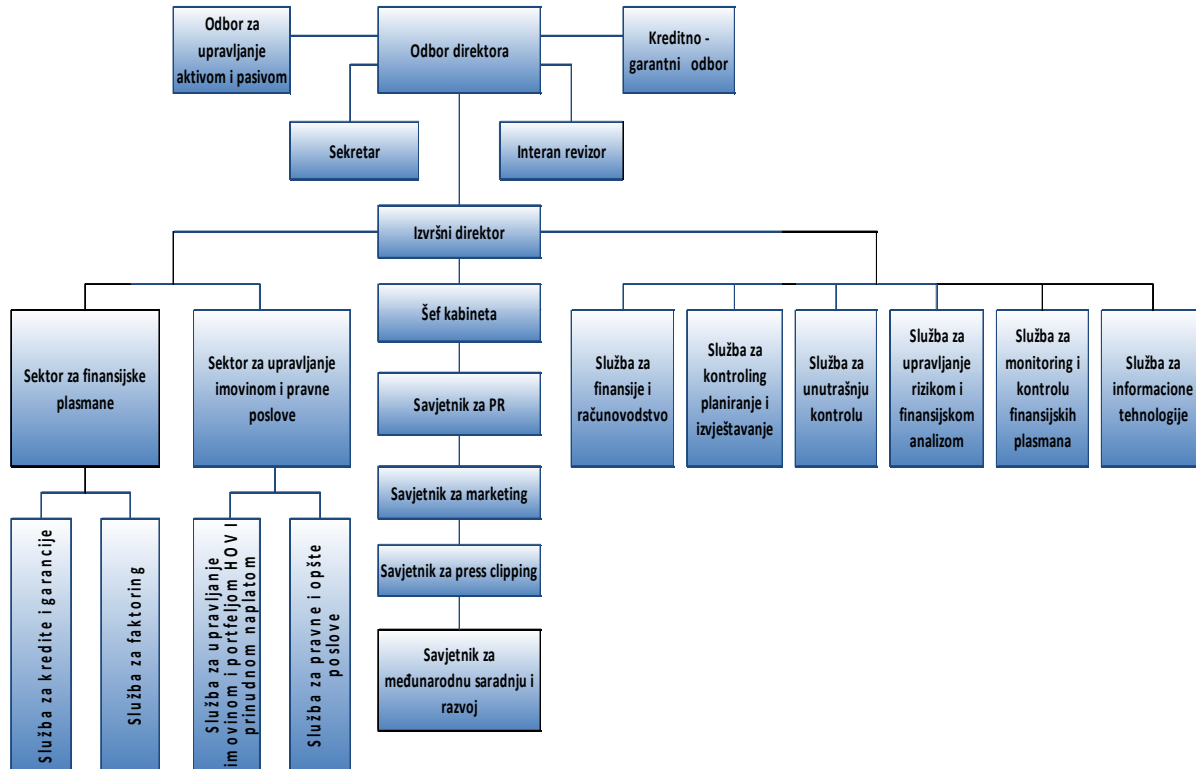 Odbor za
upravljanje
aktivom i pasivom
Odbor direktora
Kreditno -
garantni odbor
Sekretar
Interan revizor
Izvršni direktor
Šef kabineta
Sektor za finansijske
plasmane
Sektor za upravljanje
imovinom i pravne
poslove
Savjetnik za PR
Služba za
finansije i
računovodstvo
Služba za
kontroling
planiranje i
izvještavanje
Služba za
unutrašnju
kontrolu
Služba za
upravljanje
rizikom i
finansijskom
analizom
Služba za
monitoring i
kontrolu
finansijskih
plasmana
Služba za
informacione
tehnologije
Savjetnik za marketing
Savjetnik za press clipping
Savjetnik za
međunarodnu saradnju i
razvoj
Služba za kredite i garancije
Služba za faktoring
Služba za upravljanje
imovinom i portfeljom HOV I
prinudnom naplatom
Služba za pravne i opšte
poslove